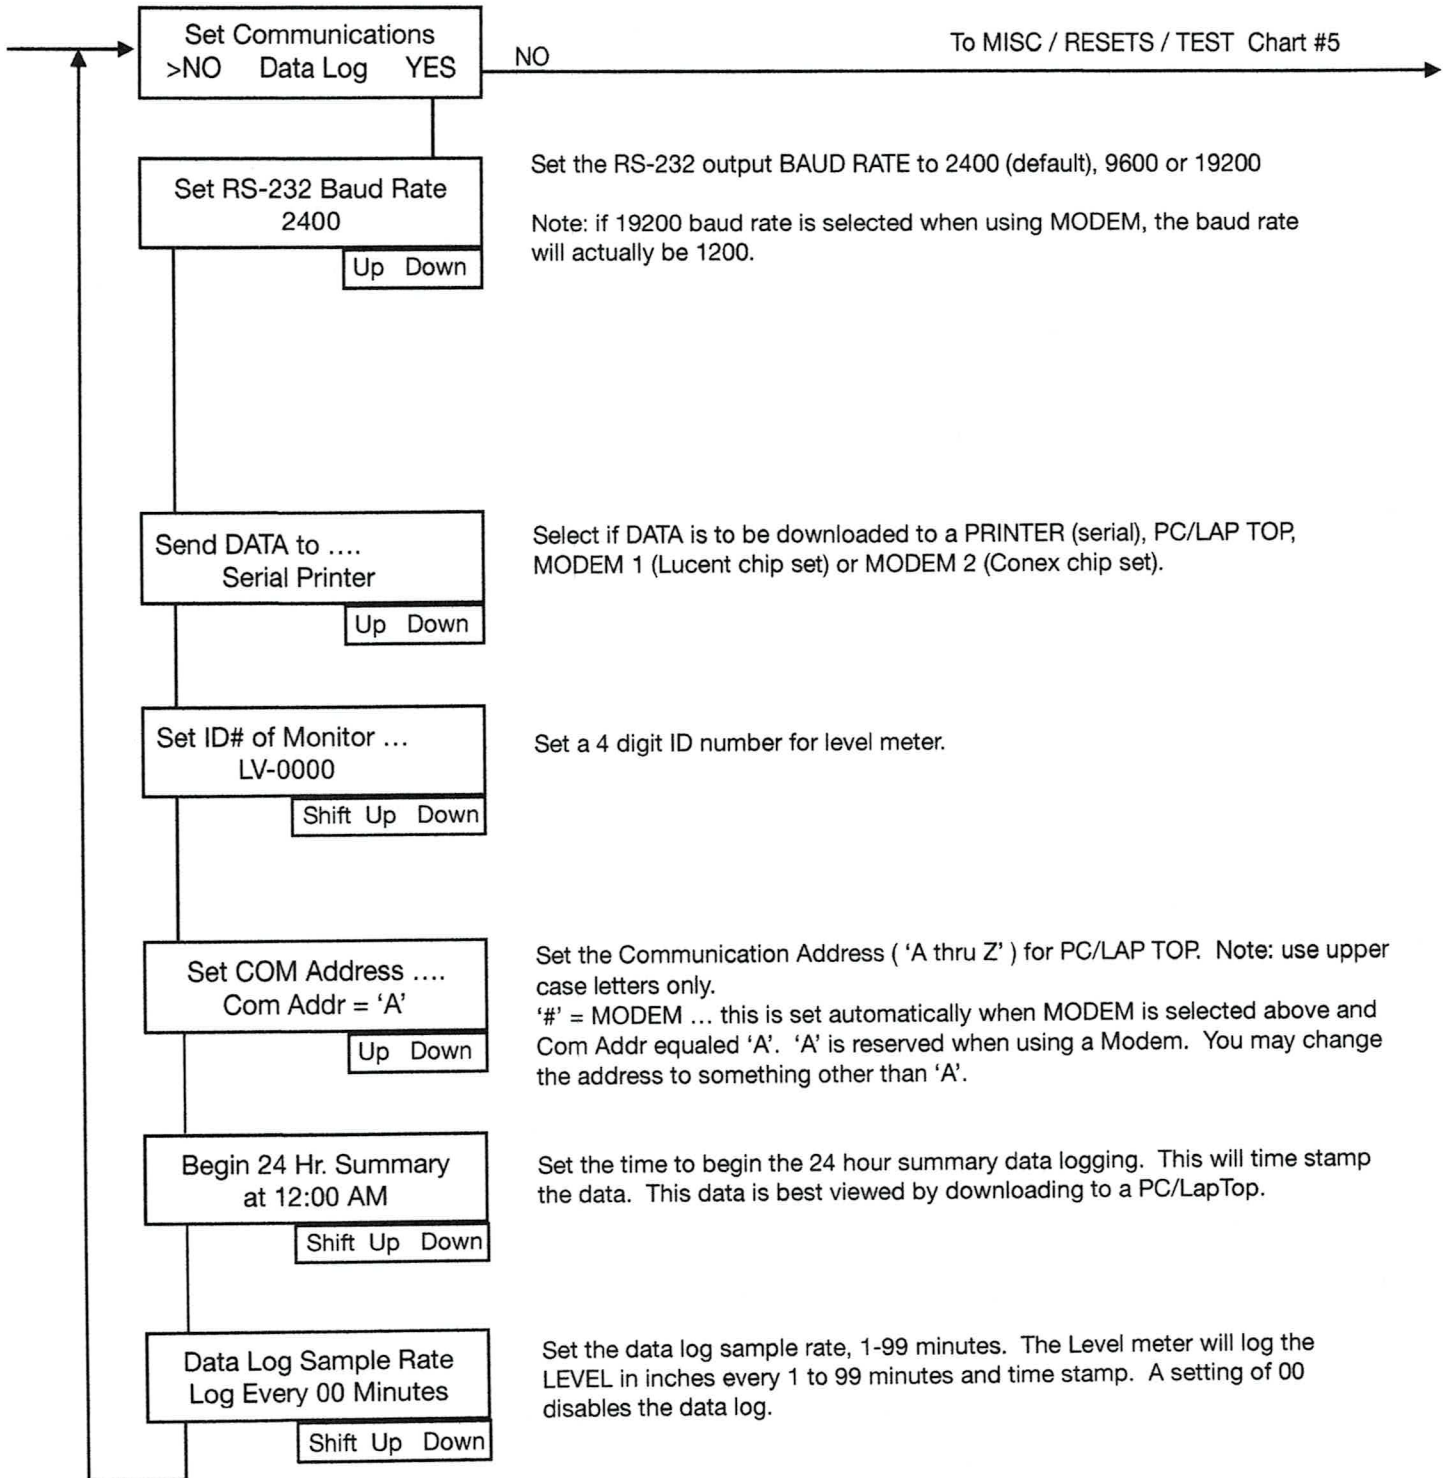 Set Communications
>NO Data Log YES
NO
To MISC / RESETS / TEST Chart #5
Set RS-232 Baud Rate
2400
Up Down
Set the RS-232 output BAUD RATE to 2400 (default), 9600 or 19200
Note: if 19200 baud rate is selected when using MODEM, the baud rate
will actually be 1200.
Send DATA to ....
Serial Printer
Up Down
Select if DATA is to be downloaded to a PRINTER (serial), PC/LAP TOP,
MODEM 1 (Lucent chip set) or MODEM 2 (Conex chip set).
Set ID# of Monitor ...
LV-0000
Shift Up Down
Set a 4 digit ID number for level meter.
Set COM Address ....
Com Addr = ‘A’
Up Down
Set the Communication Address ( ‘A thru Z’ ) for PC/LAP TOP. Note: use upper
case letters only.
‘#’ = MODEM ... this is set automatically when MODEM is selected above and
Com Addr equaled ‘A’. ‘A’ is reserved when using a Modem. You may change
the address to something other than ‘A’.
Begin 24 Hr. Summary
at 12:00 AM
Shift Up Down
Set the time to begin the 24 hour summary data logging. This will time stamp
the data. This data is best viewed by downloading to a PC/LapTop.
Data Log Sample Rate
Log Every 00 Minutes
Shift Up Down
Set the data log sample rate, 1-99 minutes. The Level meter will log the
LEVEL in inches every 1 to 99 minutes and time stamp. A setting of 00
disables the data log.